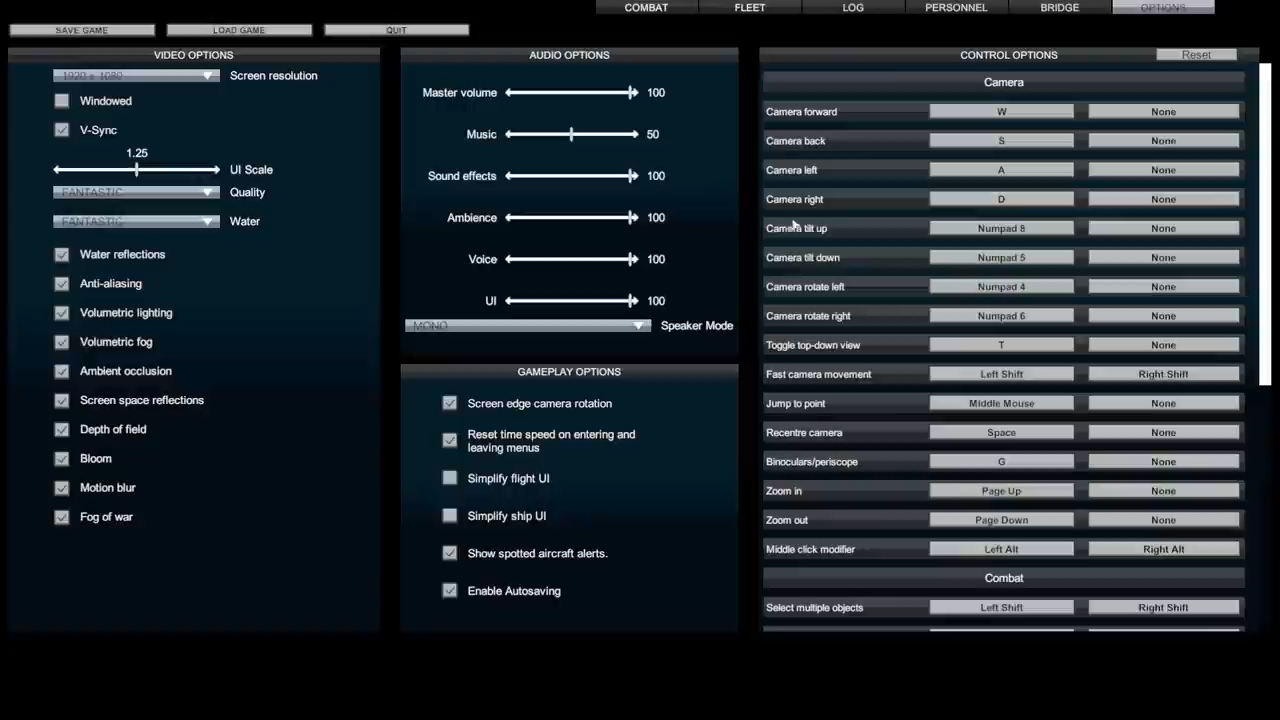 COMBAT FLEET LOG PERSONNEL BRIDGE OPTIONS
SAVE GAME LOAD GAME QUIT
VIDEO OPTIONS
1920 x 1080 Screen resolution
Windowed
V-Sync
1.25
UI Scale
FANTASTIC Quality
FANTASTIC Water
Water reflections
Anti-aliasing
Volumetric lighting
Volumetric fog
Ambient occlusion
Screen space reflections
Depth of field
Bloom
Motion blur
Fog of war
AUDIO OPTIONS
Master volume 100
Music 50
Sound effects 100
Ambience 100
Voice 100
UI 100
MONO Speaker Mode
GAMEPLAY OPTIONS
Screen edge camera rotation
Reset time speed on entering and
leaving menus
Simplify flight UI
Simplify ship UI
Show spotted aircraft alerts.
Enable Autosaving
CONTROL OPTIONS Reset
Camera
Camera forward W None
Camera back S None
Camera left A None
Camera right D None
Camera tilt up Numpad 8 None
Camera tilt down Numpad 5 None
Camera rotate left Numpad 4 None
Camera rotate right Numpad 6 None
Toggle top-down view T None
Fast camera movement Left Shift Right Shift
Jump to point Middle Mouse None
Recentre camera Space None
Binoculars/periscope G None
Zoom in Page Up None
Zoom out Page Down None
Middle click modifier Left Alt Right Alt
Combat
Select multiple objects Left Shift Right Shift